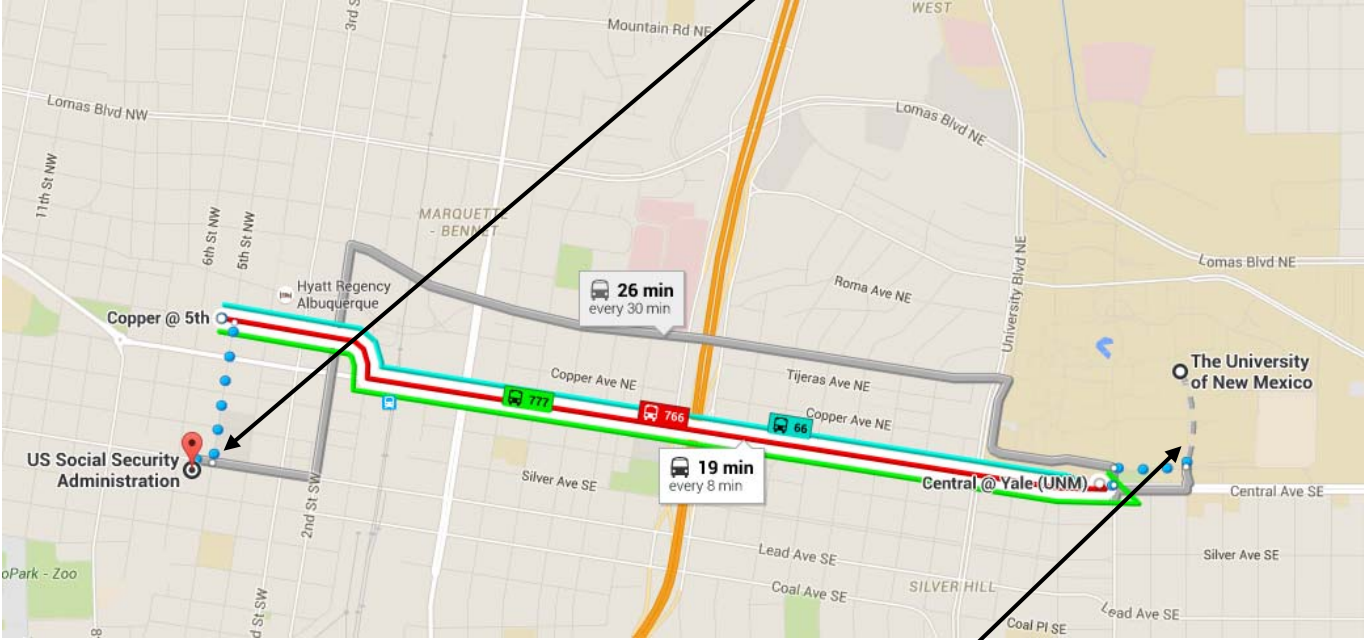 WEST
3rd S
Mountain Rd NE
Lomas Blvd NW
Lomas Blvd NE
11th St NW
6th St NW
5th St NW
MARQUETTE
- BENNET
University Blvd NE
Lomas Blvd NE
Hyatt Regency
Albuquerque
26 min
every 30 min
Roma Ave NE
Copper @ 5th
The University
of New Mexico
Copper Ave NE
Tijeras Ave NE
777
766
66
Copper Ave NE
US Social Security
Administration
19 min
every 8 min
Silver Ave SE
Central @ Yale (UNM)
Central Ave SE
2nd St SW
Lead Ave SE
Silver Ave SE
oPark - Zoo
Coal Ave SE
SILVER HILL
Lead Ave SE
8
d St SW
Coal Pl SE